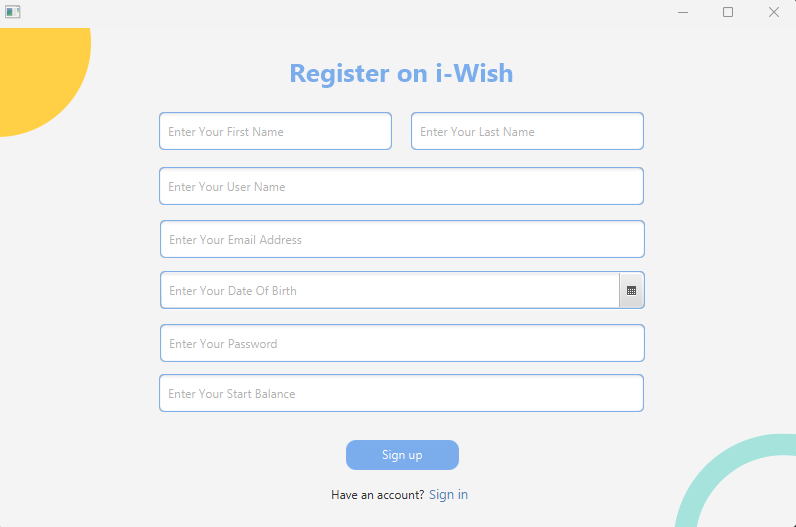 Register on i-Wish
Enter Your First Name
Enter Your Last Name
Enter Your User Name
Enter Your Email Address
Enter Your Date Of Birth
Enter Your Password
Enter Your Start Balance
Sign up
Have an account? Sign in